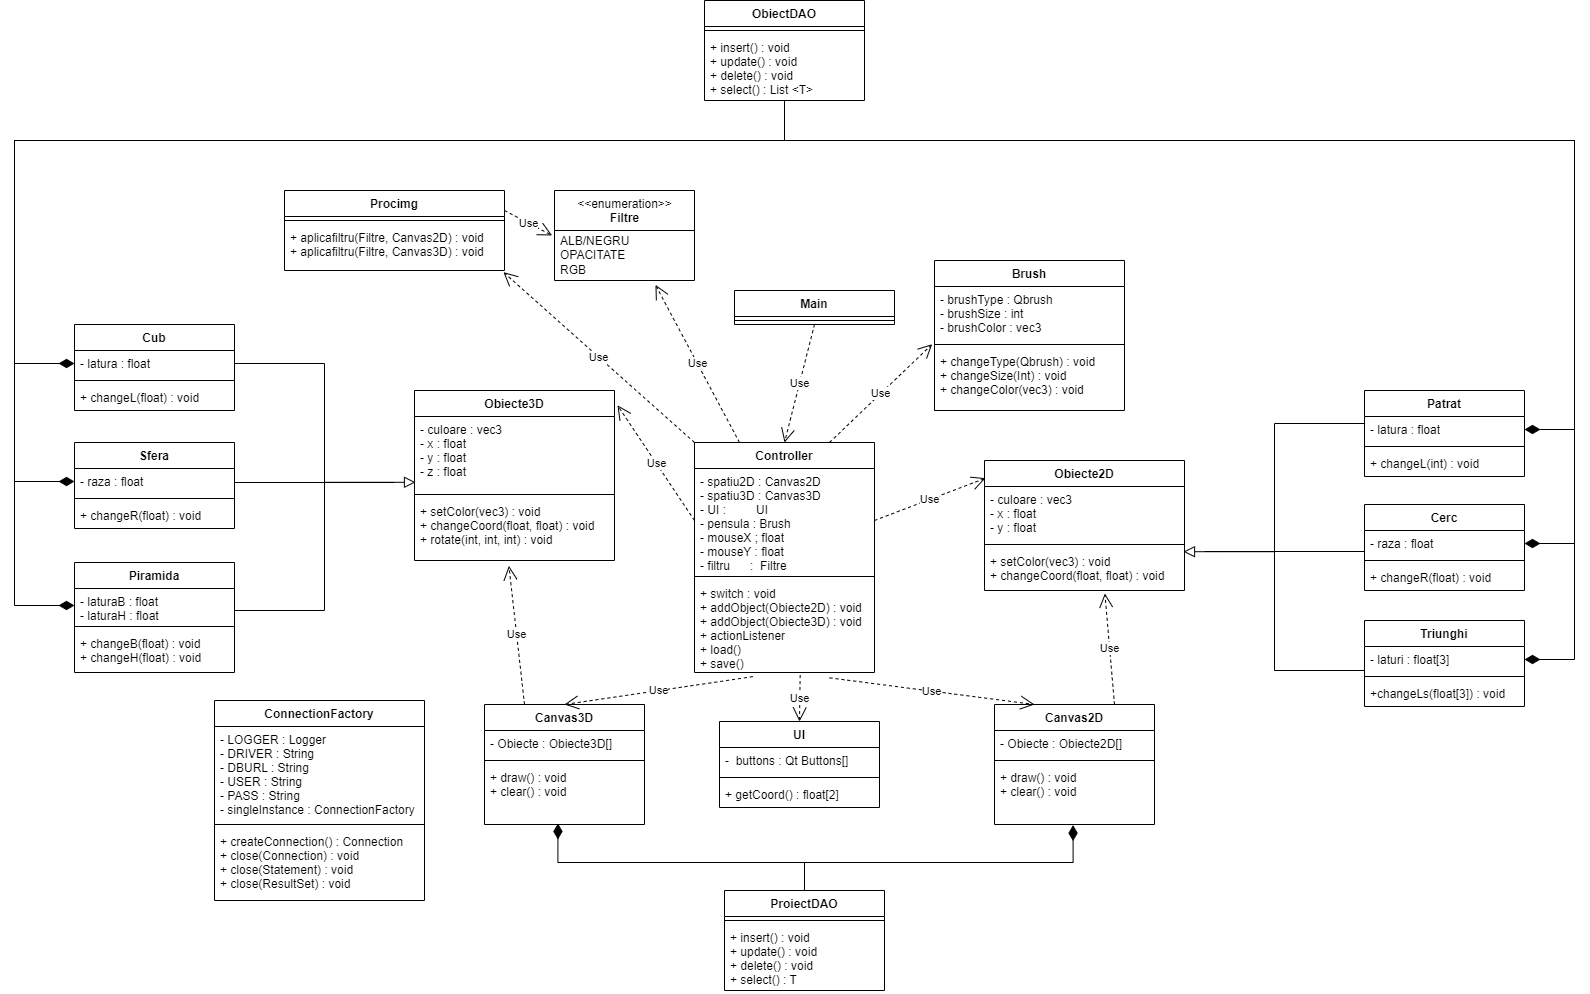 ObiectDAO
+ insert() : void
+ update() : void
+ delete() : void
+ select() : List <T>
Procimg
+ aplicafiltru(Filtre, Canvas2D) : void
+ aplicafiltru(Filtre, Canvas3D) : void
Use
<<enumeration>>
Filtre
ALB/NEGRU
OPACITATE
RGB
Main
Brush
- brushType : Qbrush
- brushSize : int
- brushColor : vec3
+ changeType(Qbrush) : void
+ changeSize(Int) : void
+ changeColor(vec3) : void
Use
Use
Use
Use
Cub
- latura : float
+ changeL(float) : void
Sfera
- raza : float
+ changeR(float) : void
Piramida
- laturaB : float
- laturaH : float
+ changeB(float) : void
+ changeH(float) : void
Obiecte3D
- culoare : vec3
- x : float
- y : float
- z : float
+ setColor(vec3) : void
+ changeCoord(float, float) : void
+ rotate(int, int, int) : void
Use
Controller
- spatiu2D : Canvas2D
- spatiu3D : Canvas3D
- UI : UI
- pensula : Brush
- mouseX ; float
- mouseY : float
- filtru : Filtre
+ switch : void
+ addObject(Obiecte2D) : void
+ addObject(Obiecte3D) : void
+ actionListener
+ load()
+ save()
Use
Obiecte2D
- culoare : vec3
- x : float
- y : float
+ setColor(vec3) : void
+ changeCoord(float, float) : void
Patrat
- latura : float
+ changeL(int) : void
Cerc
- raza : float
+ changeR(float) : void
Triunghi
- laturi : float[3]
+changeLs(float[3]) : void
Use
Use
Use
Use
Use
ConnectionFactory
- LOGGER : Logger
- DRIVER : String
- DBURL : String
- USER : String
- PASS : String
- singleInstance : ConnectionFactory
+ createConnection() : Connection
+ close(Connection) : void
+ close(Statement) : void
+ close(ResultSet) : void
Canvas3D
- Obiecte : Obiecte3D[]
+ draw() : void
+ clear() : void
UI
- buttons : Qt Buttons[]
+ getCoord() : float[2]
Canvas2D
- Obiecte : Obiecte2D[]
+ draw() : void
+ clear() : void
ProiectDAO
+ insert() : void
+ update() : void
+ delete() : void
+ select() : T